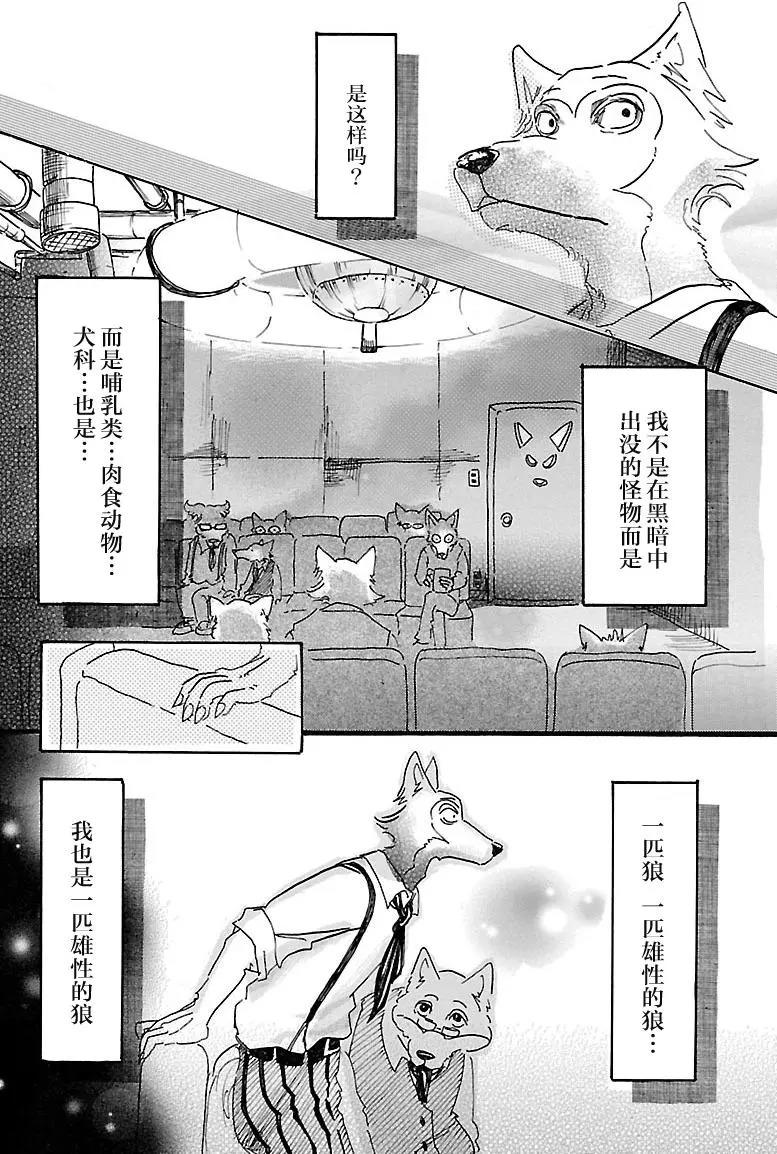 是这样吗？
我不是在黑暗中
出没的怪物而是
而是哺乳类…肉食动物…
犬科…也是…
一匹狼 一匹雄性的狼…
我也是一匹雄性的狼